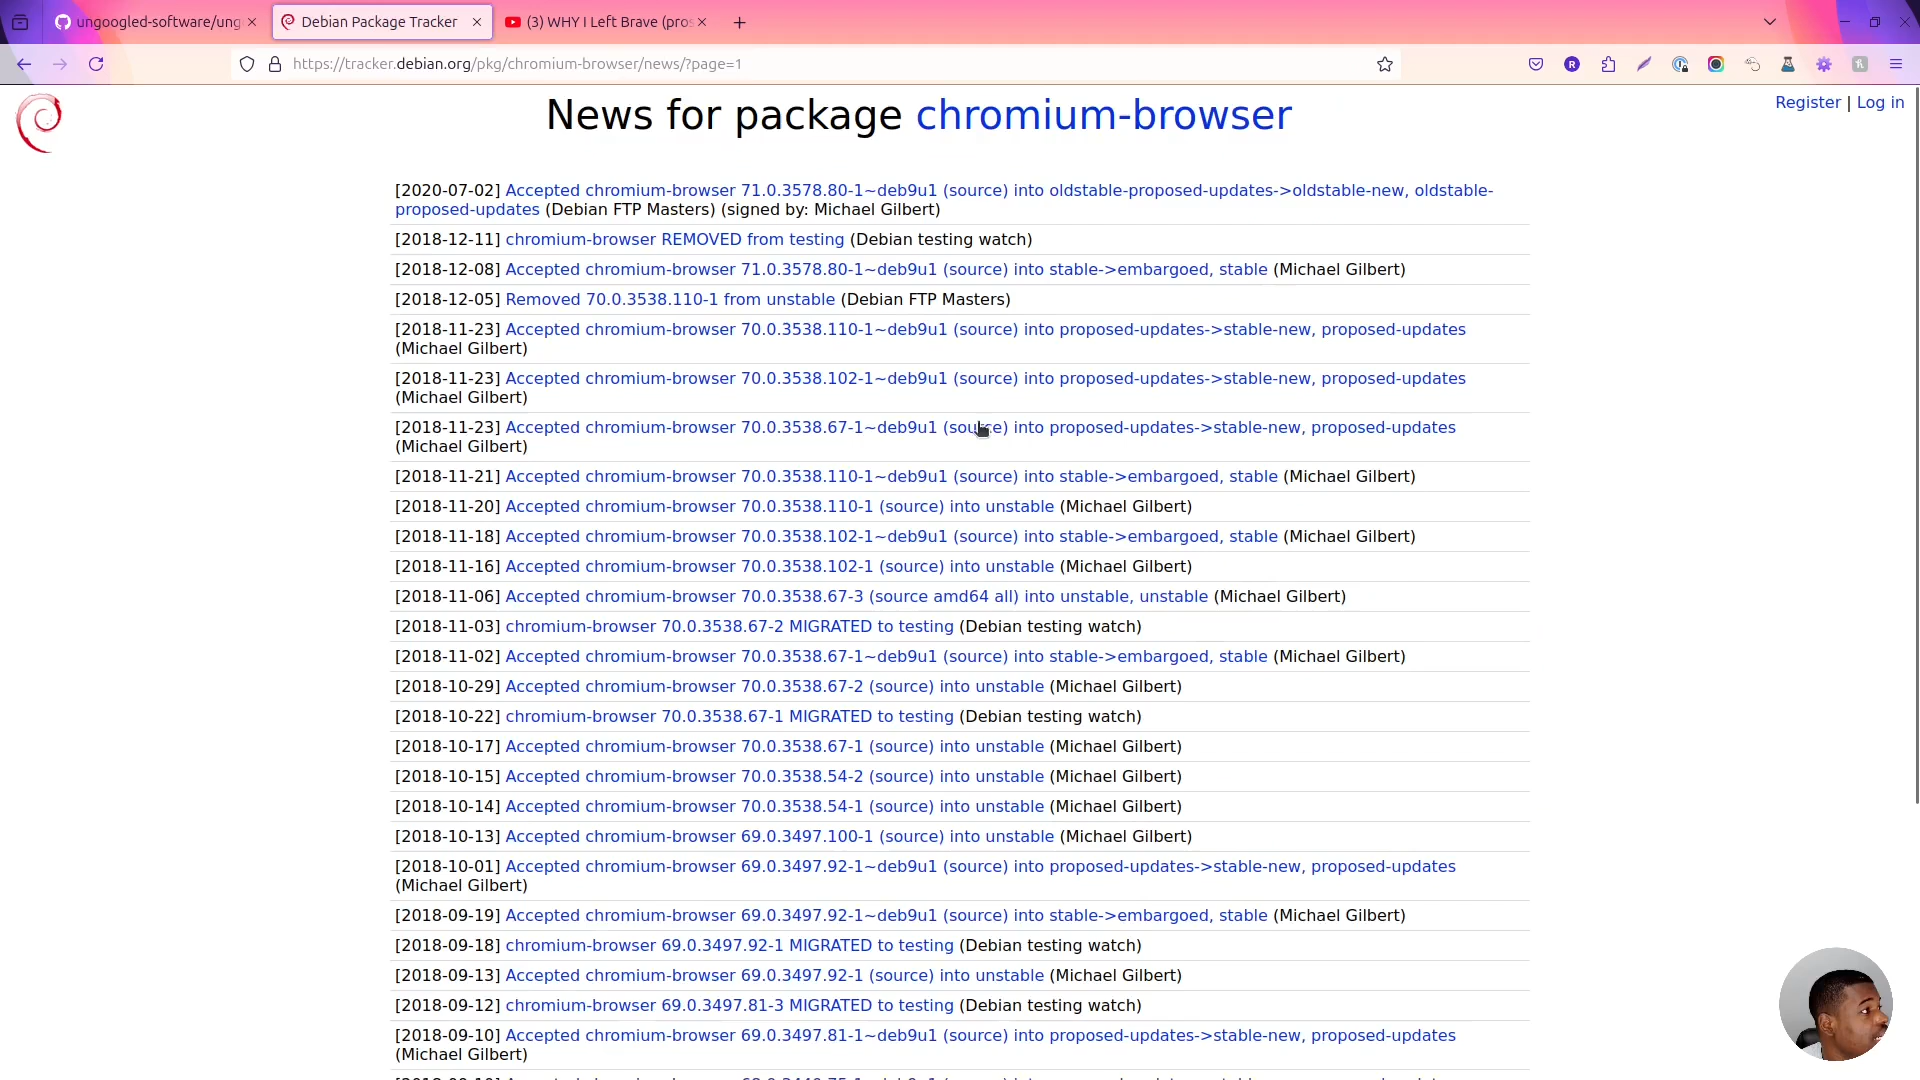 ungoogled-software/ung
Debian Package Tracker
(3) WHY I Left Brave (pros
https://tracker.debian.org/pkg/chromium-browser/news/?page=1
R
Register | Log in
News for package chromium-browser
[2020-07-02] Accepted chromium-browser 71.0.3578.80-1~deb9u1 (source) into oldstable-proposed-updates->oldstable-new, oldstable-
proposed-updates (Debian FTP Masters) (signed by: Michael Gilbert)
[2018-12-11] chromium-browser REMOVED from testing (Debian testing watch)
[2018-12-08] Accepted chromium-browser 71.0.3578.80-1~deb9u1 (source) into stable->embargoed, stable (Michael Gilbert)
[2018-12-05] Removed 70.0.3538.110-1 from unstable (Debian FTP Masters)
[2018-11-23] Accepted chromium-browser 70.0.3538.110-1~deb9u1 (source) into proposed-updates->stable-new, proposed-updates
(Michael Gilbert)
[2018-11-23] Accepted chromium-browser 70.0.3538.102-1~deb9u1 (source) into proposed-updates->stable-new, proposed-updates
(Michael Gilbert)
[2018-11-23] Accepted chromium-browser 70.0.3538.67-1~deb9u1 (source) into proposed-updates->stable-new, proposed-updates
(Michael Gilbert)
[2018-11-21] Accepted chromium-browser 70.0.3538.110-1~deb9u1 (source) into stable->embargoed, stable (Michael Gilbert)
[2018-11-20] Accepted chromium-browser 70.0.3538.110-1 (source) into unstable (Michael Gilbert)
[2018-11-18] Accepted chromium-browser 70.0.3538.102-1~deb9u1 (source) into stable->embargoed, stable (Michael Gilbert)
[2018-11-16] Accepted chromium-browser 70.0.3538.102-1 (source) into unstable (Michael Gilbert)
[2018-11-06] Accepted chromium-browser 70.0.3538.67-3 (source amd64 all) into unstable, unstable (Michael Gilbert)
[2018-11-03] chromium-browser 70.0.3538.67-2 MIGRATED to testing (Debian testing watch)
[2018-11-02] Accepted chromium-browser 70.0.3538.67-1~deb9u1 (source) into stable->embargoed, stable (Michael Gilbert)
[2018-10-29] Accepted chromium-browser 70.0.3538.67-2 (source) into unstable (Michael Gilbert)
[2018-10-22] chromium-browser 70.0.3538.67-1 MIGRATED to testing (Debian testing watch)
[2018-10-17] Accepted chromium-browser 70.0.3538.67-1 (source) into unstable (Michael Gilbert)
[2018-10-15] Accepted chromium-browser 70.0.3538.54-2 (source) into unstable (Michael Gilbert)
[2018-10-14] Accepted chromium-browser 70.0.3538.54-1 (source) into unstable (Michael Gilbert)
[2018-10-13] Accepted chromium-browser 69.0.3497.100-1 (source) into unstable (Michael Gilbert)
[2018-10-01] Accepted chromium-browser 69.0.3497.92-1~deb9u1 (source) into proposed-updates->stable-new, proposed-updates
(Michael Gilbert)
[2018-09-19] Accepted chromium-browser 69.0.3497.92-1~deb9u1 (source) into stable->embargoed, stable (Michael Gilbert)
[2018-09-18] chromium-browser 69.0.3497.92-1 MIGRATED to testing (Debian testing watch)
[2018-09-13] Accepted chromium-browser 69.0.3497.92-1 (source) into unstable (Michael Gilbert)
[2018-09-12] chromium-browser 69.0.3497.81-3 MIGRATED to testing (Debian testing watch)
[2018-09-10] Accepted chromium-browser 69.0.3497.81-1~deb9u1 (source) into proposed-updates->stable-new, proposed-updates
(Michael Gilbert)